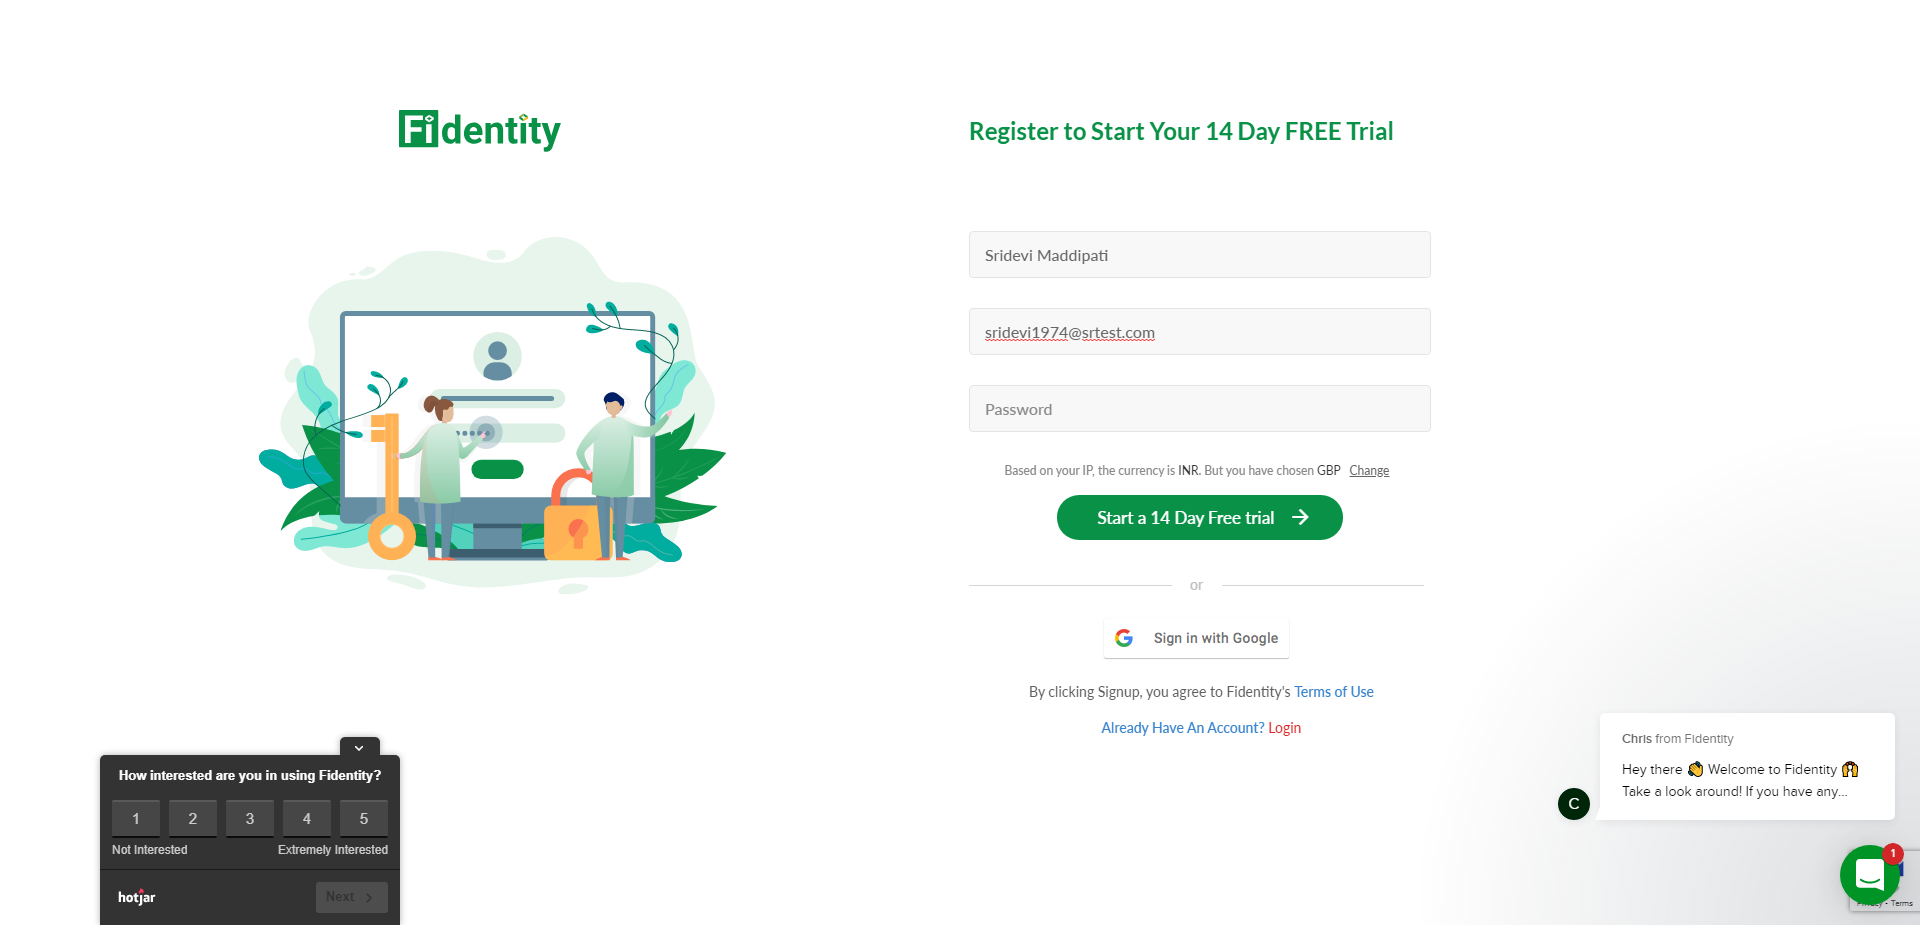 Fidentity
Register to Start Your 14 Day FREE Trial
Sridevi Maddipati
sridevi1974@srtest.com
Password
Based on your IP, the currency is INR. But you have chosen GBP Change
Start a 14 Day Free trial
or
Sign in with Google
By clicking Signup, you agree to Fidentity's Terms of Use
Already Have An Account? Login
How interested are you in using Fidentity?
1 2 3 4 5
Not Interested Extremely Interested
hotjar
Next
Chris from Fidentity
Hey there 👋 Welcome to Fidentity 🙌
Take a look around! If you have any...
C
1
- Terms